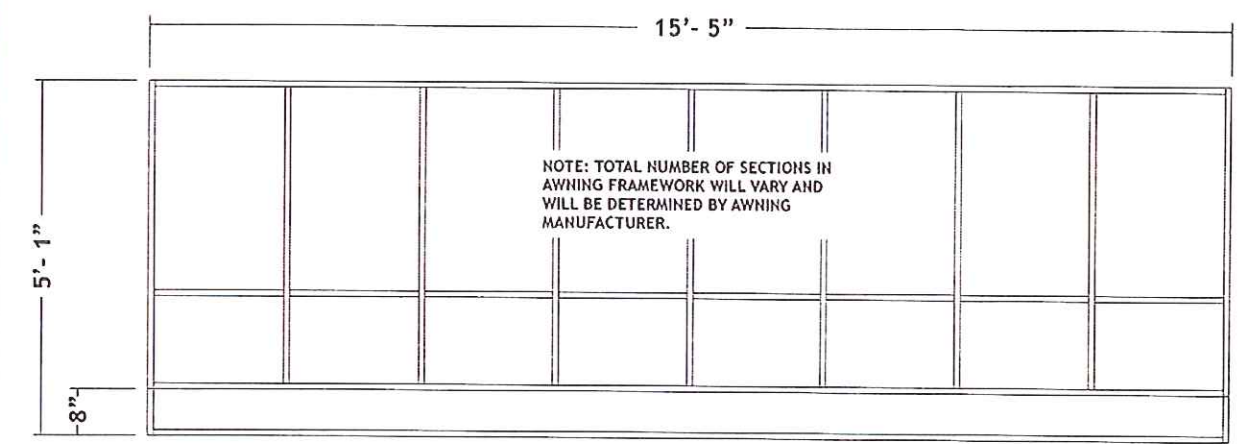 15'- 5"
NOTE: TOTAL NUMBER OF SECTIONS IN
AWNING FRAMEWORK WILL VARY AND
WILL BE DETERMINED BY AWNING
MANUFACTURER.
5'- 1"
8"